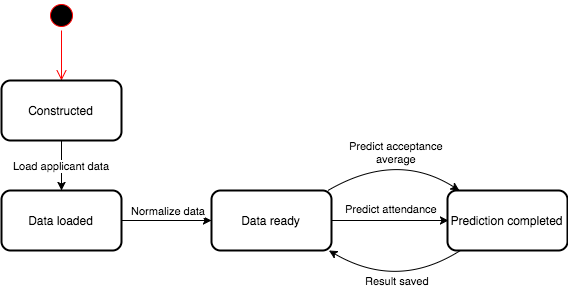 Constructed
Load applicant data
Data loaded
Normalize data
Data ready
Predict acceptance
average
Predict attendance
Prediction completed
Result saved